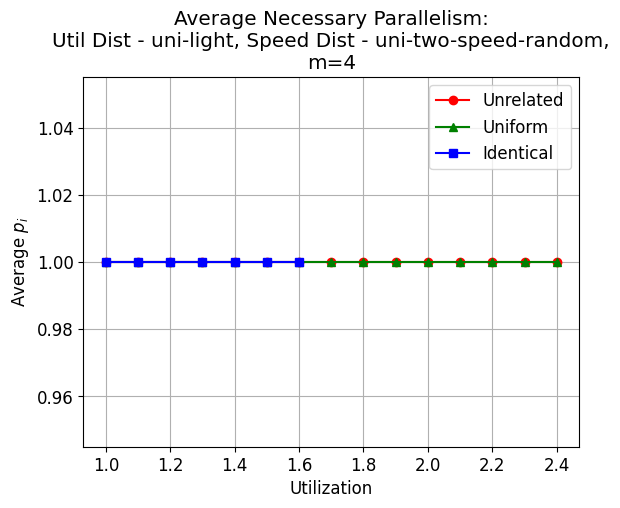 Average Necessary Parallelism:
Util Dist - uni-light, Speed Dist - uni-two-speed-random,
m=4
Unrelated
Uniform
Identical
1.04
1.02
1.00
0.98
0.96
Average p_i
1.0 1.2 1.4 1.6 1.8 2.0 2.2 2.4
Utilization